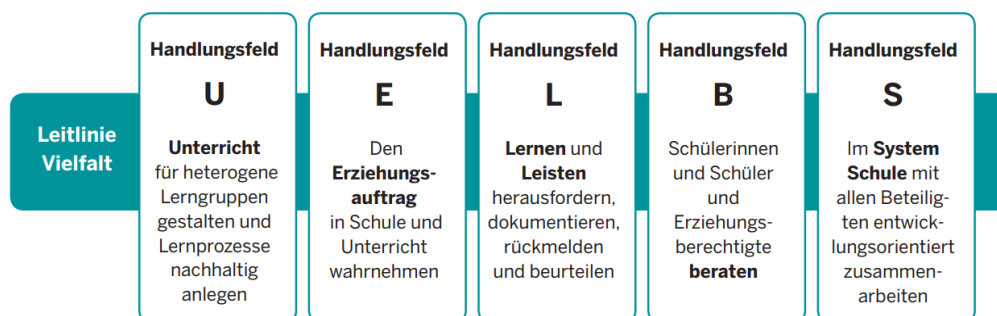 Leitlinie
Vielfalt
Handlungsfeld
U
Unterricht
für heterogene
Lerngruppen
gestalten und
Lernprozesse
nachhaltig
anlegen
Handlungsfeld
E
Den
Erziehungs-
auftrag
in Schule und
Unterricht
wahrnehmen
Handlungsfeld
L
Lernen und
Leisten
herausfordern,
dokumentieren,
rückmelden
und beurteilen
Handlungsfeld
B
Schülerinnen
und Schüler
und
Erziehungs-
berechtigte
beraten
Handlungsfeld
S
Im System
Schule mit
allen Beteilig-
ten entwick-
lungsorientiert
zusammen-
arbeiten